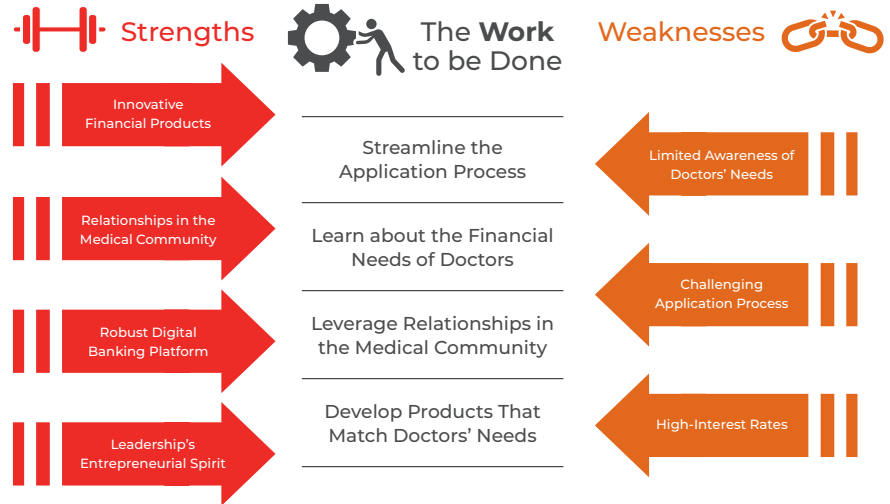 Strengths
Innovative
Financial Products
Relationships in the
Medical Community
Robust Digital
Banking Platform
Leadership's
Entrepreneurial Spirit
The Work
to be Done
Streamline the
Application Process
Learn about the Financial
Needs of Doctors
Leverage Relationships in
the Medical Community
Develop Products That
Match Doctors' Needs
Weaknesses
Limited Awareness of
Doctors' Needs
Challenging
Application Process
High-Interest Rates